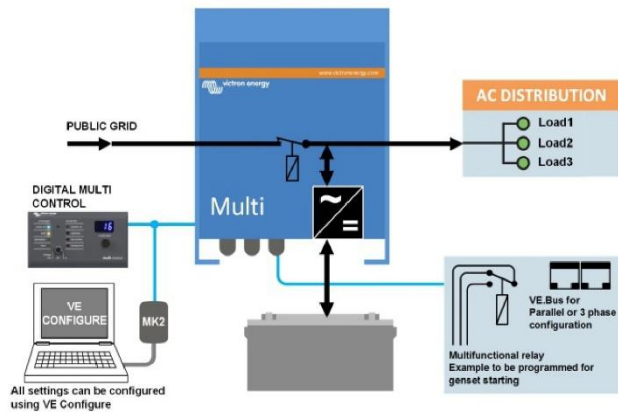 victron energy
www.victronenergy.com
PUBLIC GRID
AC DISTRIBUTION
Load1
Load2
Load3
DIGITAL MULTI
CONTROL
16
Multi
VE
CONFIGURE
MK2
All settings can be configured
using VE Configure
VE.Bus for
Parallel or 3 phase
configuration
Multifunctional relay
Example to be programmed for
genset starting